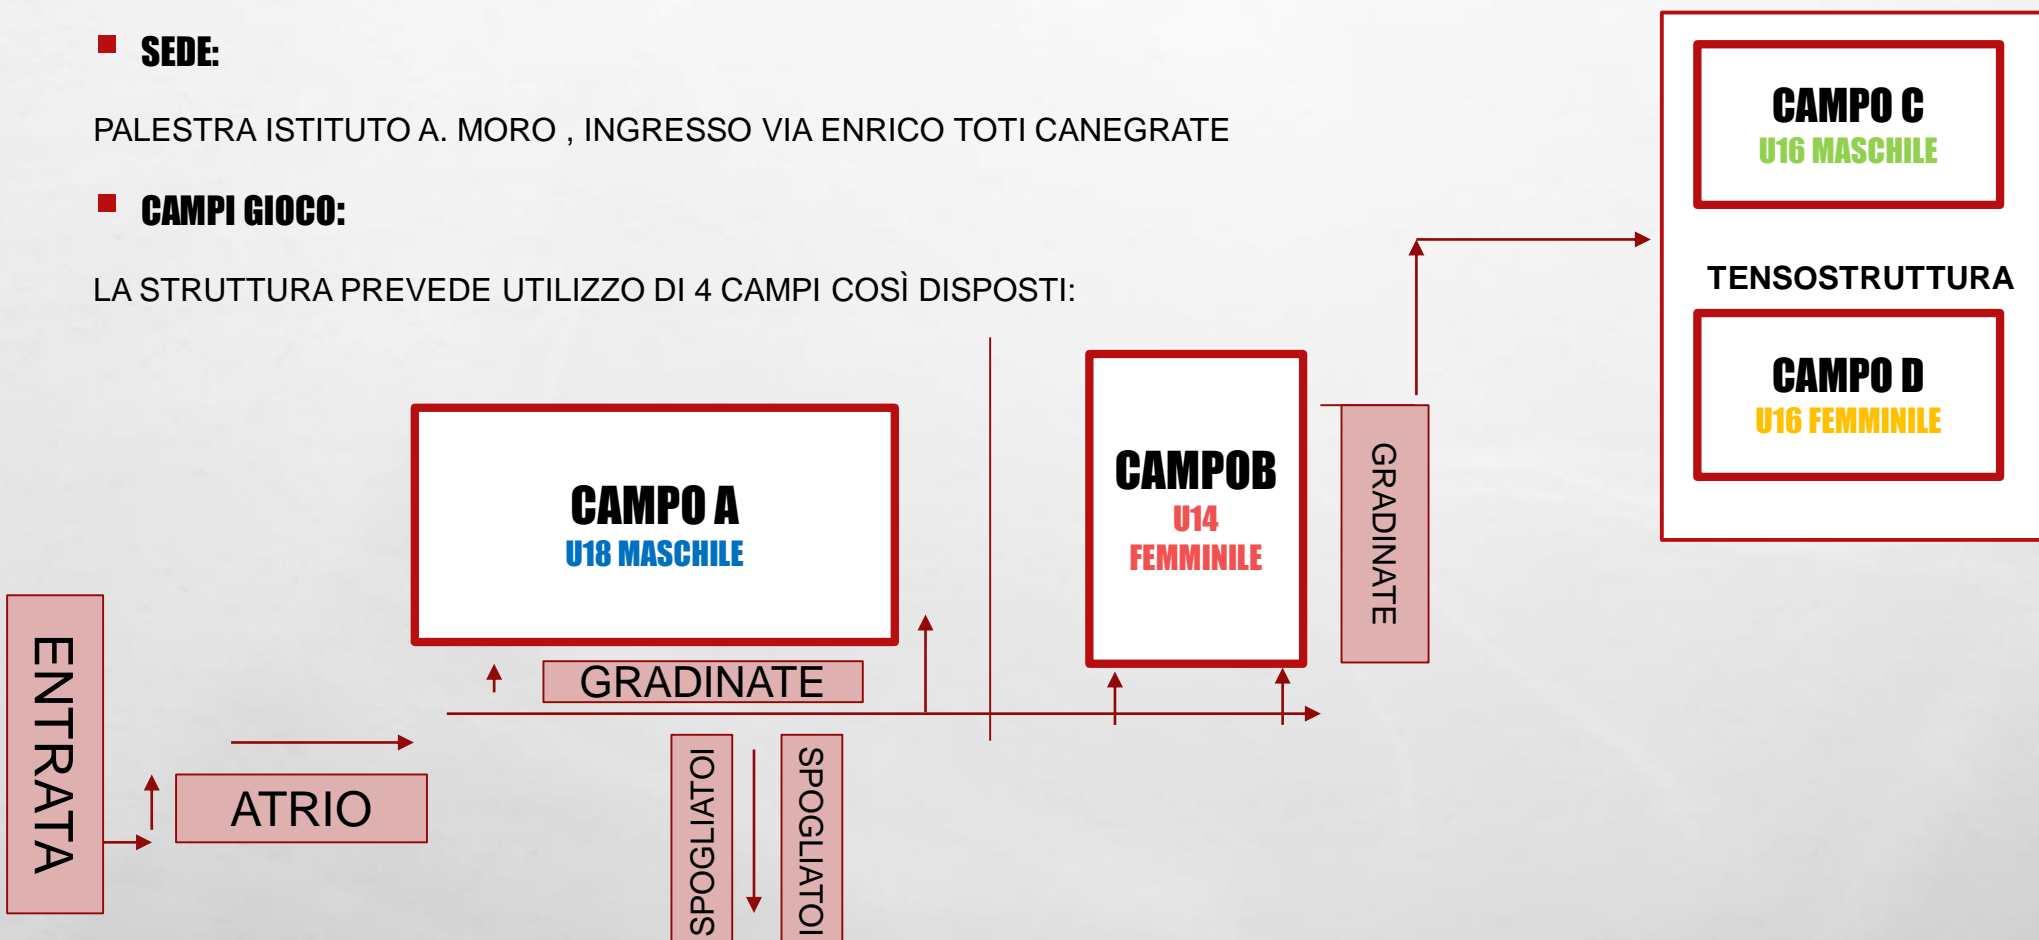 SEDE:
PALESTRA ISTITUTO A. MORO , INGRESSO VIA ENRICO TOTI CANEGRATE
CAMPI GIOCO:
LA STRUTTURA PREVEDE UTILIZZO DI 4 CAMPI COSÌ DISPOSTI:
CAMPO C
U16 MASCHILE
TENSOSTRUTTURA
CAMPO D
U16 FEMMINILE
CAMPO A
U18 MASCHILE
CAMPOB
U14
FEMMINILE
GRADINATE
GRADINATE
ENTRATA
ATRIO
SPOGLIATOI
SPOGLIATOI